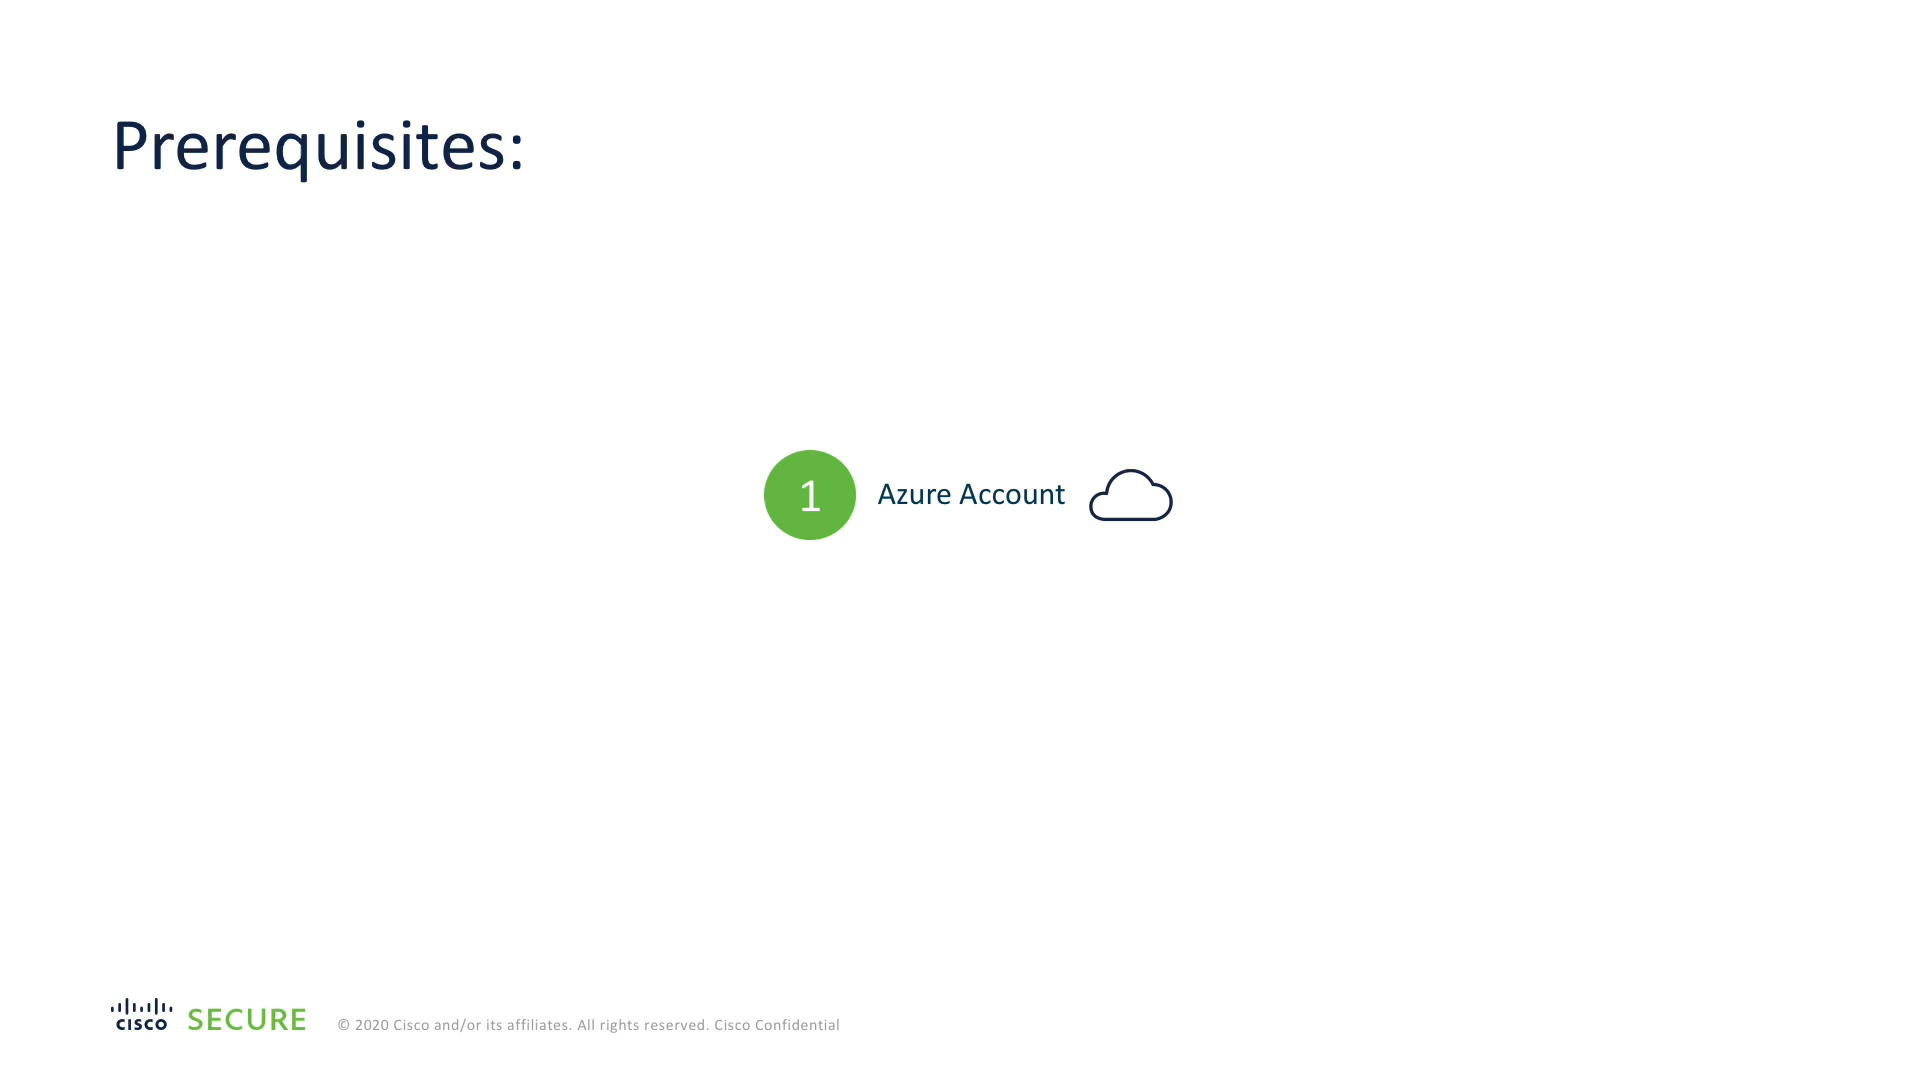 Prerequisites:
1 Azure Account
cisco SECURE © 2020 Cisco and/or its affiliates. All rights reserved. Cisco Confidential